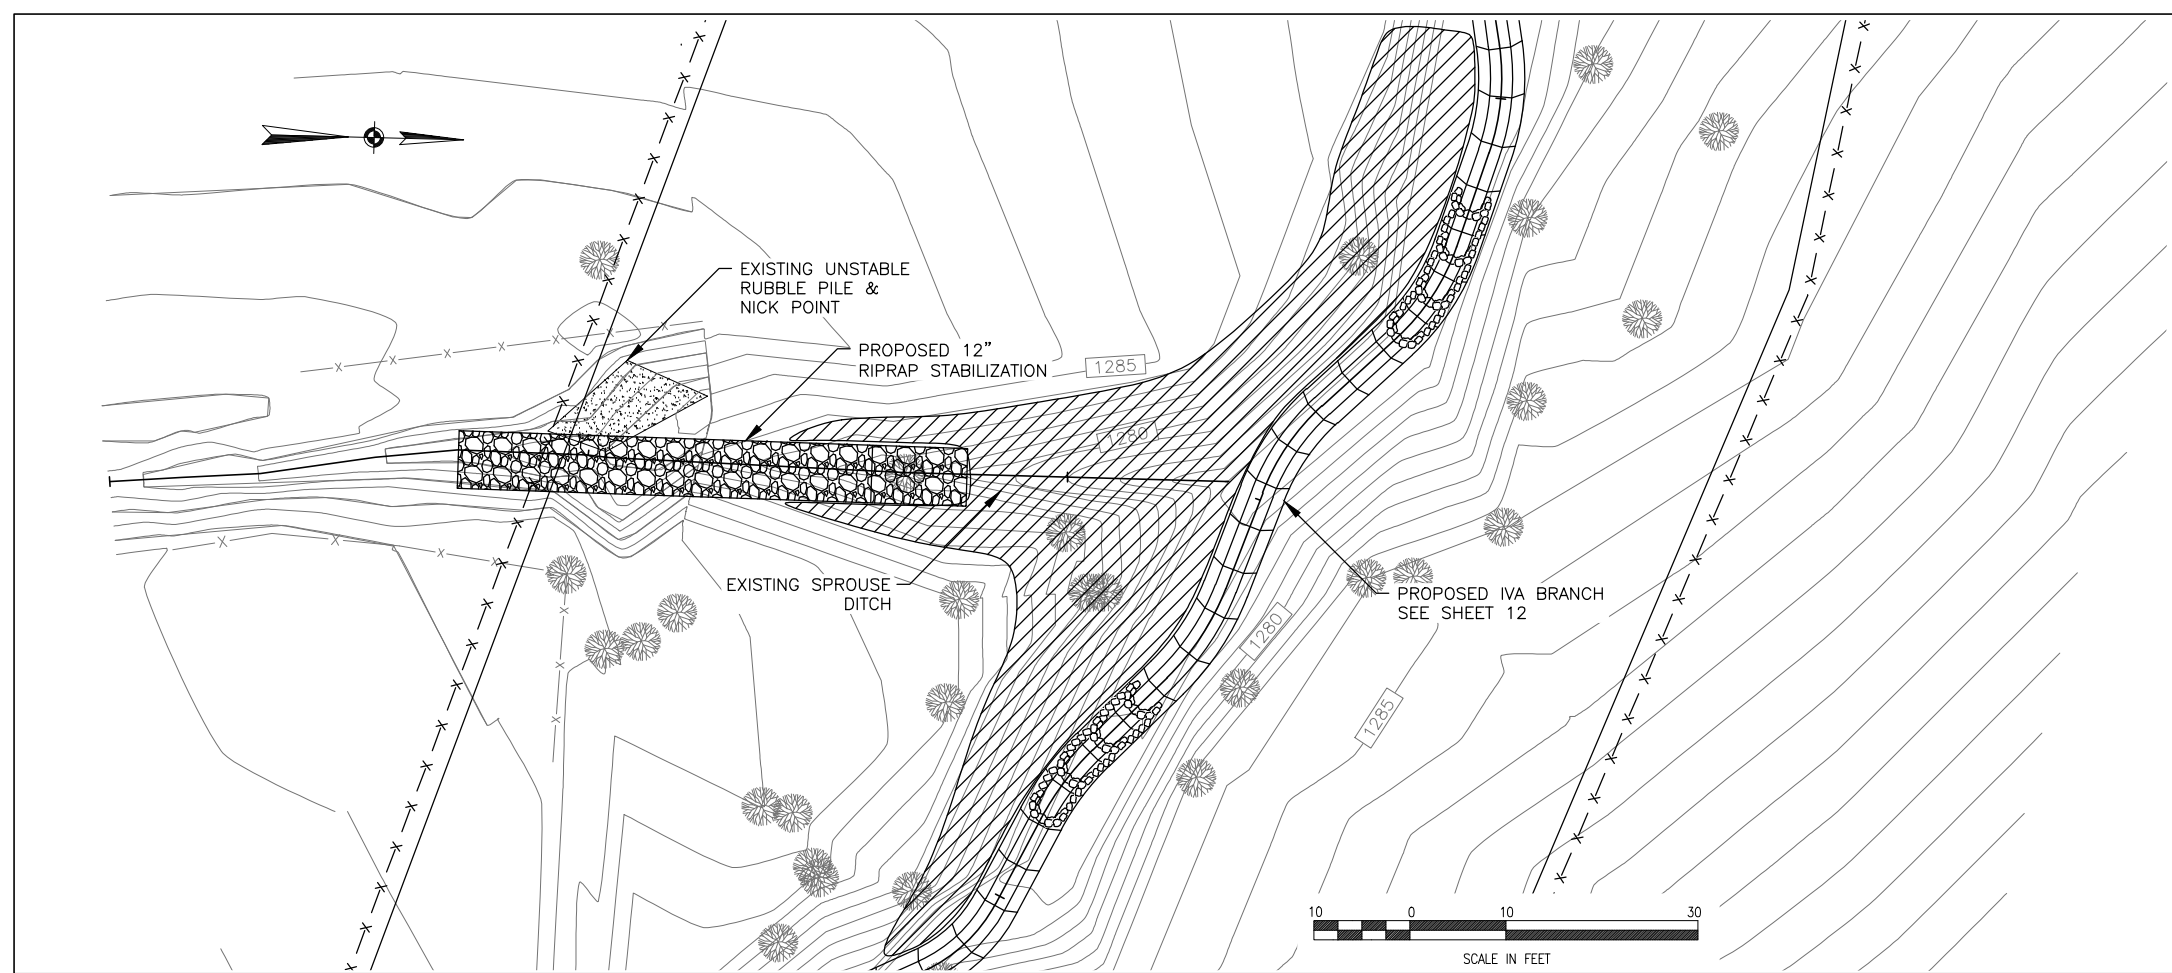 EXISTING UNSTABLE
RUBBLE PILE &
NICK POINT
PROPOSED 12"
RIPRAP STABILIZATION
1285
1280
EXISTING SPROUSE
DITCH
PROPOSED IVA BRANCH
SEE SHEET 12
1280
1285
10 0 10 30
SCALE IN FEET